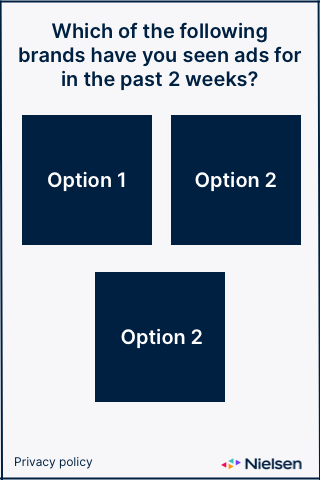 Which of the following
brands have you seen ads for
in the past 2 weeks?
Option 1
Option 2
Option 2
Privacy policy
Nielsen